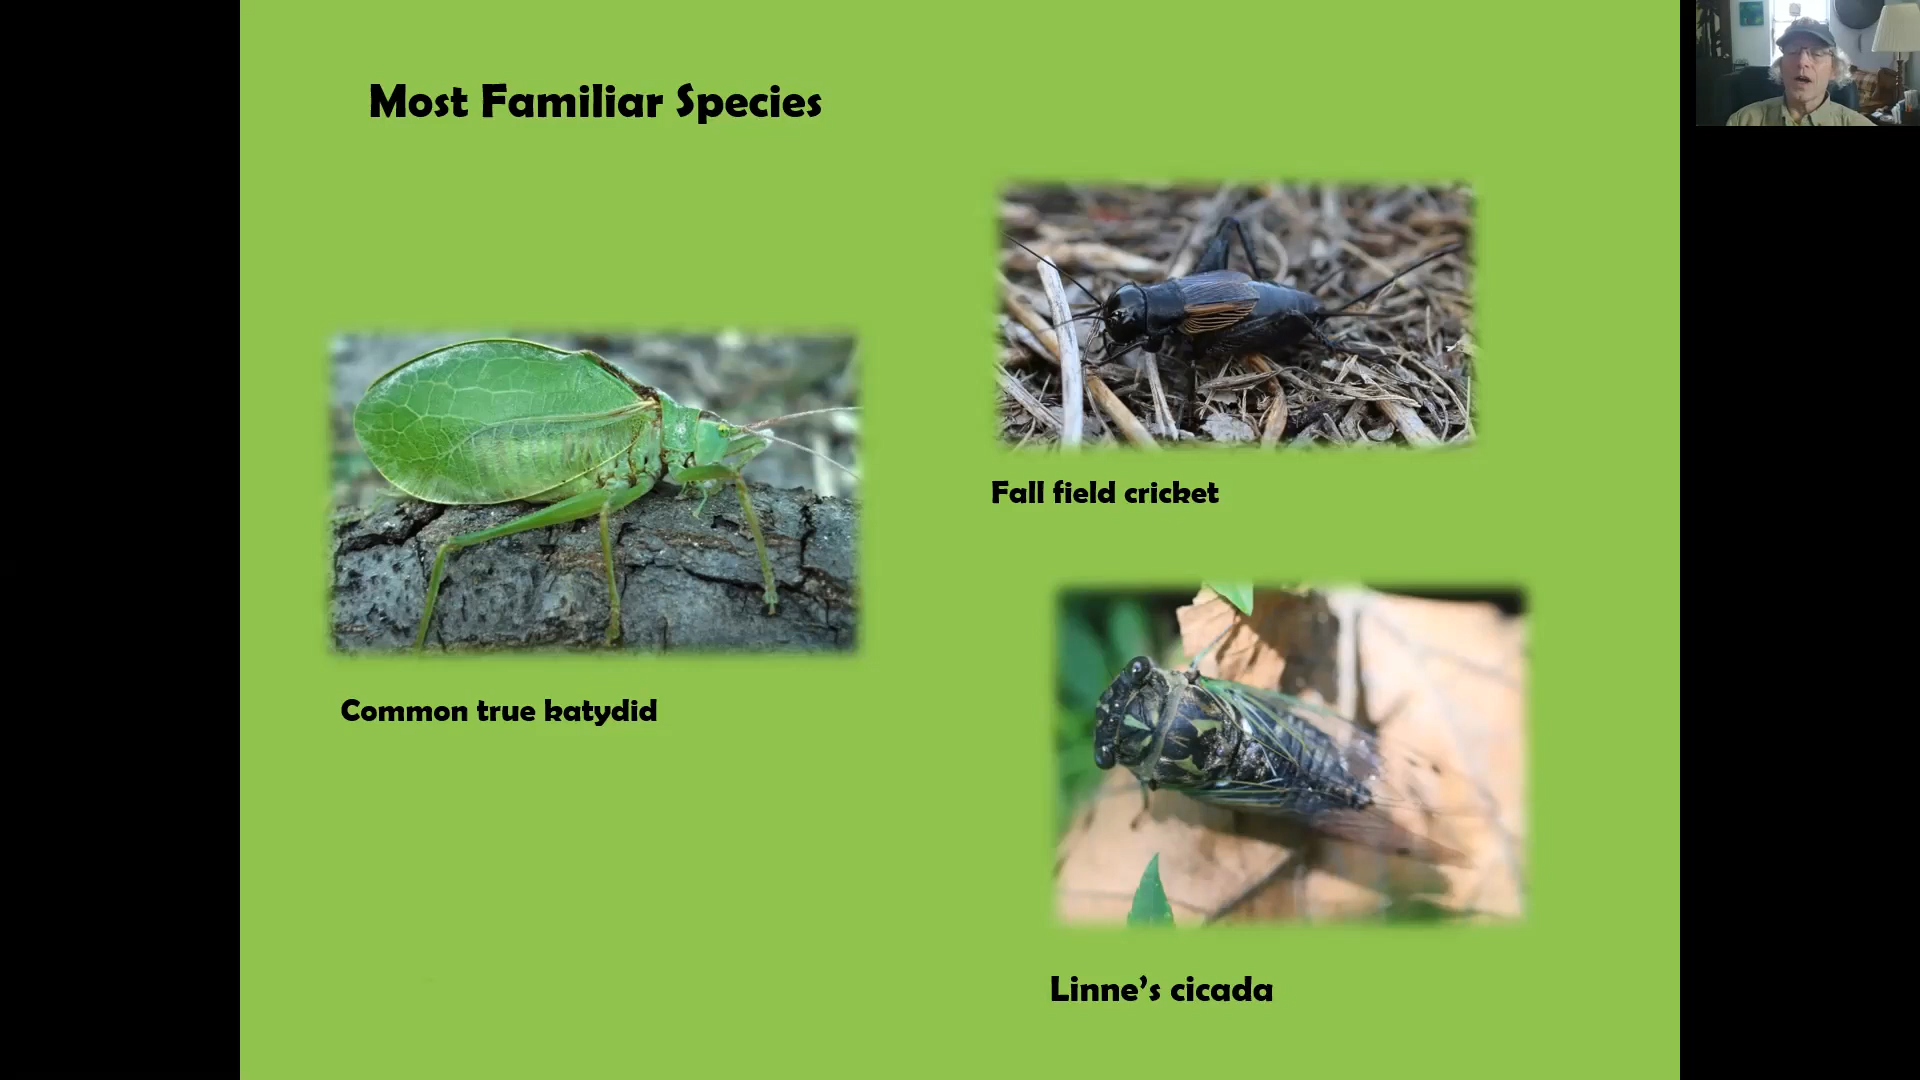 Most Familiar Species
Fall field cricket
Common true katydid
Linne’s cicada